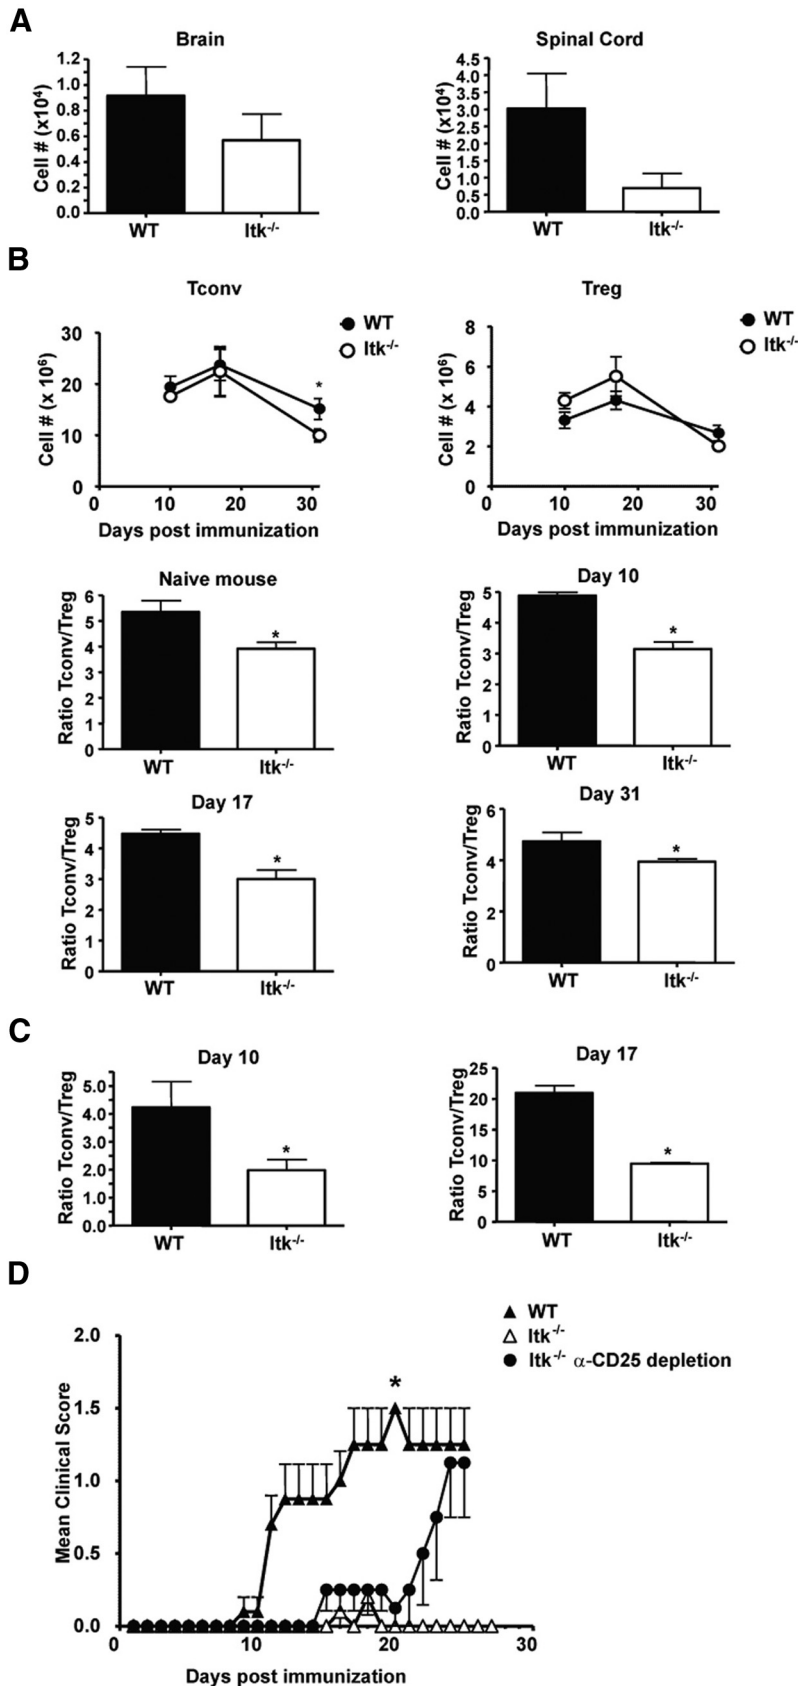 A
Brain
Spinal Cord
Cell # (x10⁴)
1.2
1.0
0.8
0.6
0.4
0.2
0.0
WT
Itk⁻/⁻
Cell # (x10⁴)
4.5
4.0
3.5
3.0
2.5
2.0
1.5
1.0
0.5
0.0
WT
Itk⁻/⁻
B
Tconv
WT
Itk⁻/⁻
Cell # (x 10⁶)
30
20
10
0
*
0 10 20 30
Days post immunization
Treg
WT
Itk⁻/⁻
Cell # (x 10⁶)
8
6
4
2
0
0 10 20 30
Days post immunization
Naive mouse
Ratio Tconv/Treg
6
5
4
3
2
1
0
*
WT
Itk⁻/⁻
Day 10
Ratio Tconv/Treg
5
4
3
2
1
0
*
WT
Itk⁻/⁻
Day 17
Ratio Tconv/Treg
5
4
3
2
1
0
*
WT
Itk⁻/⁻
Day 31
Ratio Tconv/Treg
6
4
2
0
*
WT
Itk⁻/⁻
C
Day 10
Ratio Tconv/Treg
5.0
4.0
3.0
2.0
1.0
0.0
*
WT
Itk⁻/⁻
Day 17
Ratio Tconv/Treg
25
20
15
10
5
0
*
WT
Itk⁻/⁻
D
WT
Itk⁻/⁻
Itk⁻/⁻ α-CD25 depletion
Mean Clinical Score
2.0
1.5
1.0
0.5
0.0
*
0 10 20 30
Days post immunization